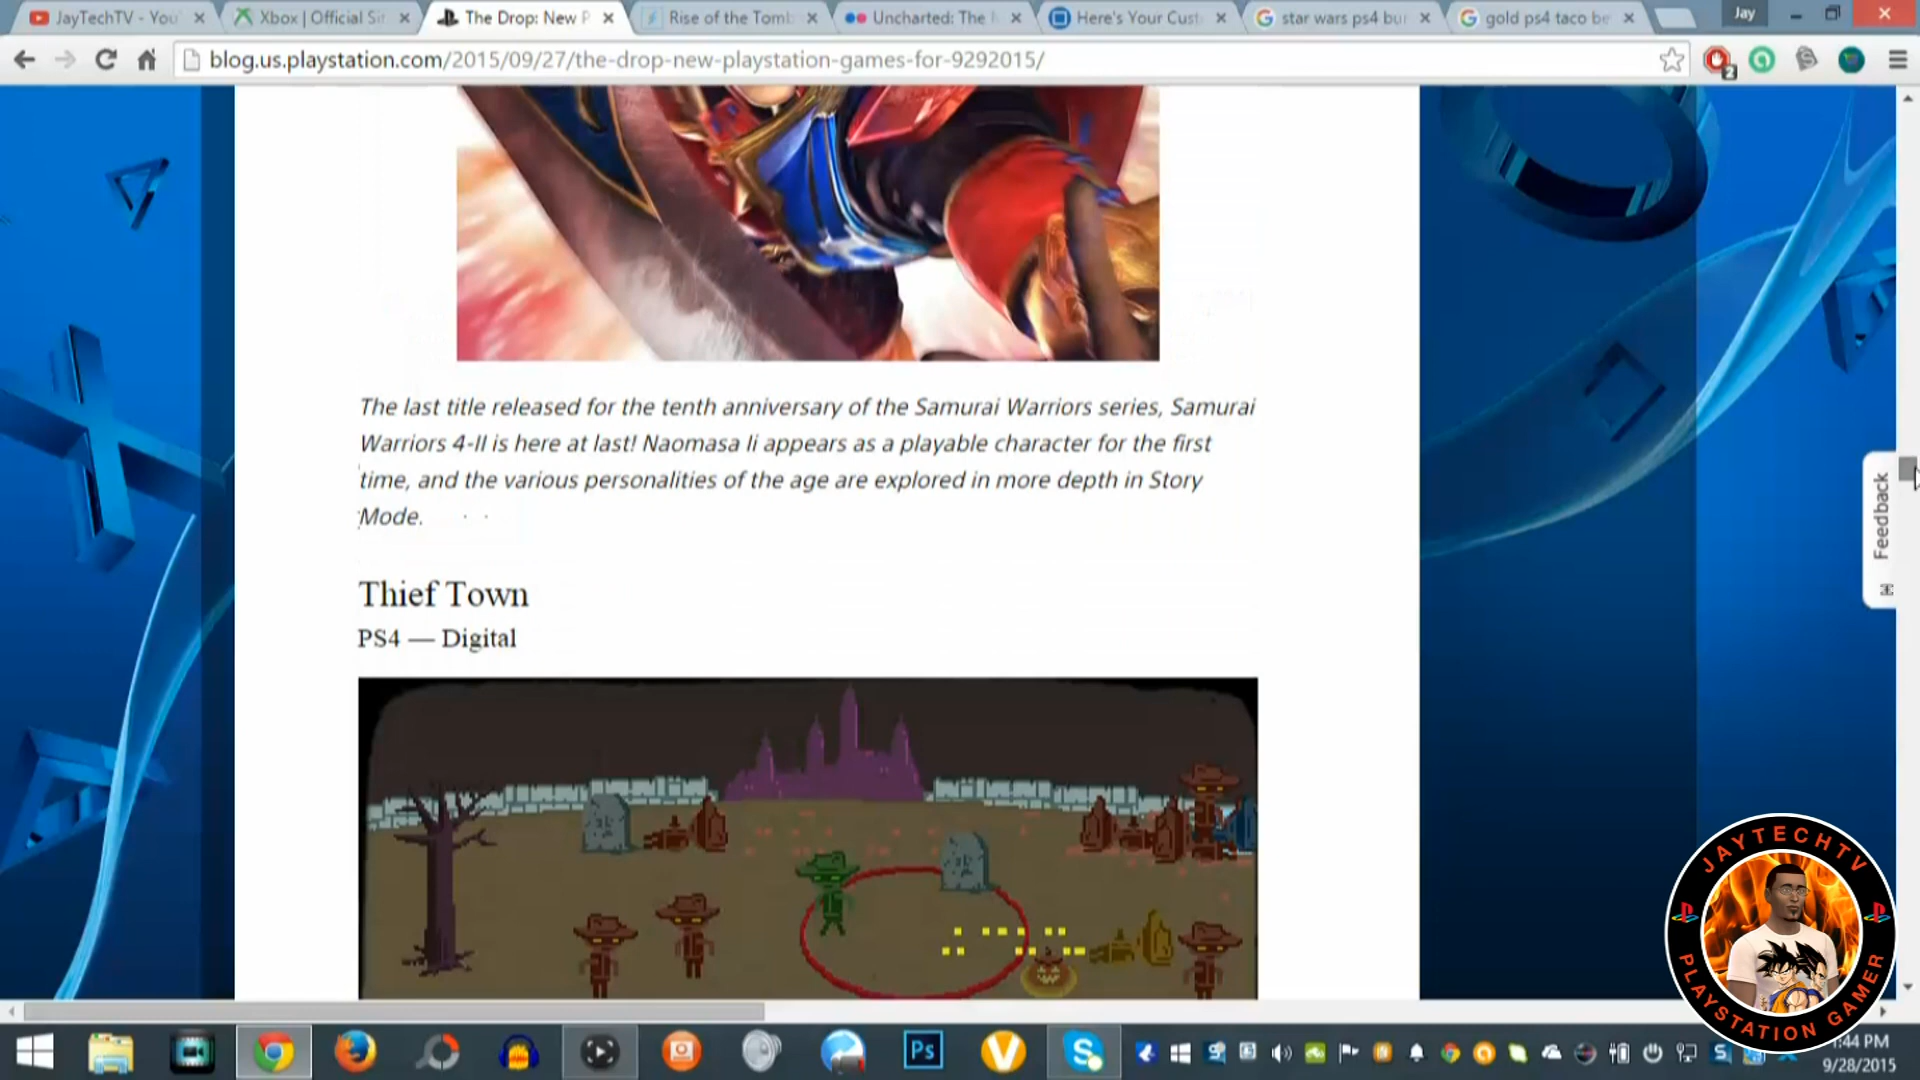 JayTechTV - You
Xbox | Official Sit
The Drop: New P
Rise of the Tomb
Uncharted: The
Here's Your Cust
star wars ps4 bu
gold ps4 taco be
Jay
blog.us.playstation.com/2015/09/27/the-drop-new-playstation-games-for-9292015/
2
The last title released for the tenth anniversary of the Samurai Warriors series, Samurai
Warriors 4-II is here at last! Naomasa Ii appears as a playable character for the first
time, and the various personalities of the age are explored in more depth in Story
Mode.
Feedback
Thief Town
PS4 — Digital
JAYTECHTV
PLAYSTATION GAMER
Ps
:44 PM
9/28/2015